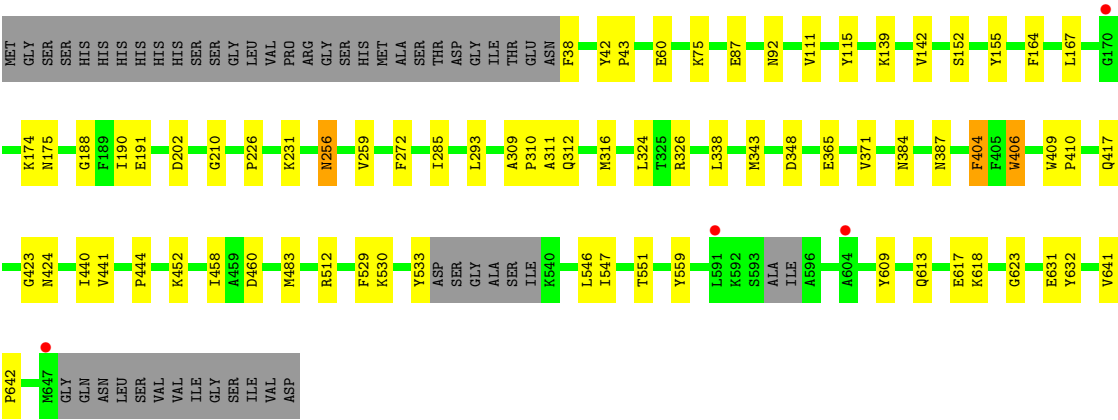 MET GLY SER SER HIS HIS HIS HIS HIS HIS SER SER GLY LEU VAL PRO ARG GLY SER HIS MET ALA SER THR ASP GLY ILE THR GLU ASN F38 Y42 P43 E60 K75 E87 N92 V111 Y115 K139 V142 S152 Y155 F164 L167 G170
K174 N175 G188 F189 I190 E191 D202 G210 P226 K231 N256 V259 F272 I285 L293 A309 P310 A311 Q312 M316 L324 T325 R326 L338 M343 D348 E365 V371 N384 N387 F404 F405 W406 W409 P410 Q417
G423 N424 I440 V441 P444 K452 I458 A459 D460 M483 R512 F529 K530 Y533 ASP SER GLY ALA SER ILE K540 L546 I547 T551 Y559 L591 K592 S593 ALA ILE A596 A604 Y609 Q613 E617 K618 G623 E631 Y632 V641
P642 M647 GLY GLN ASN LEU SER VAL VAL ILE GLY SER ILE VAL ASP